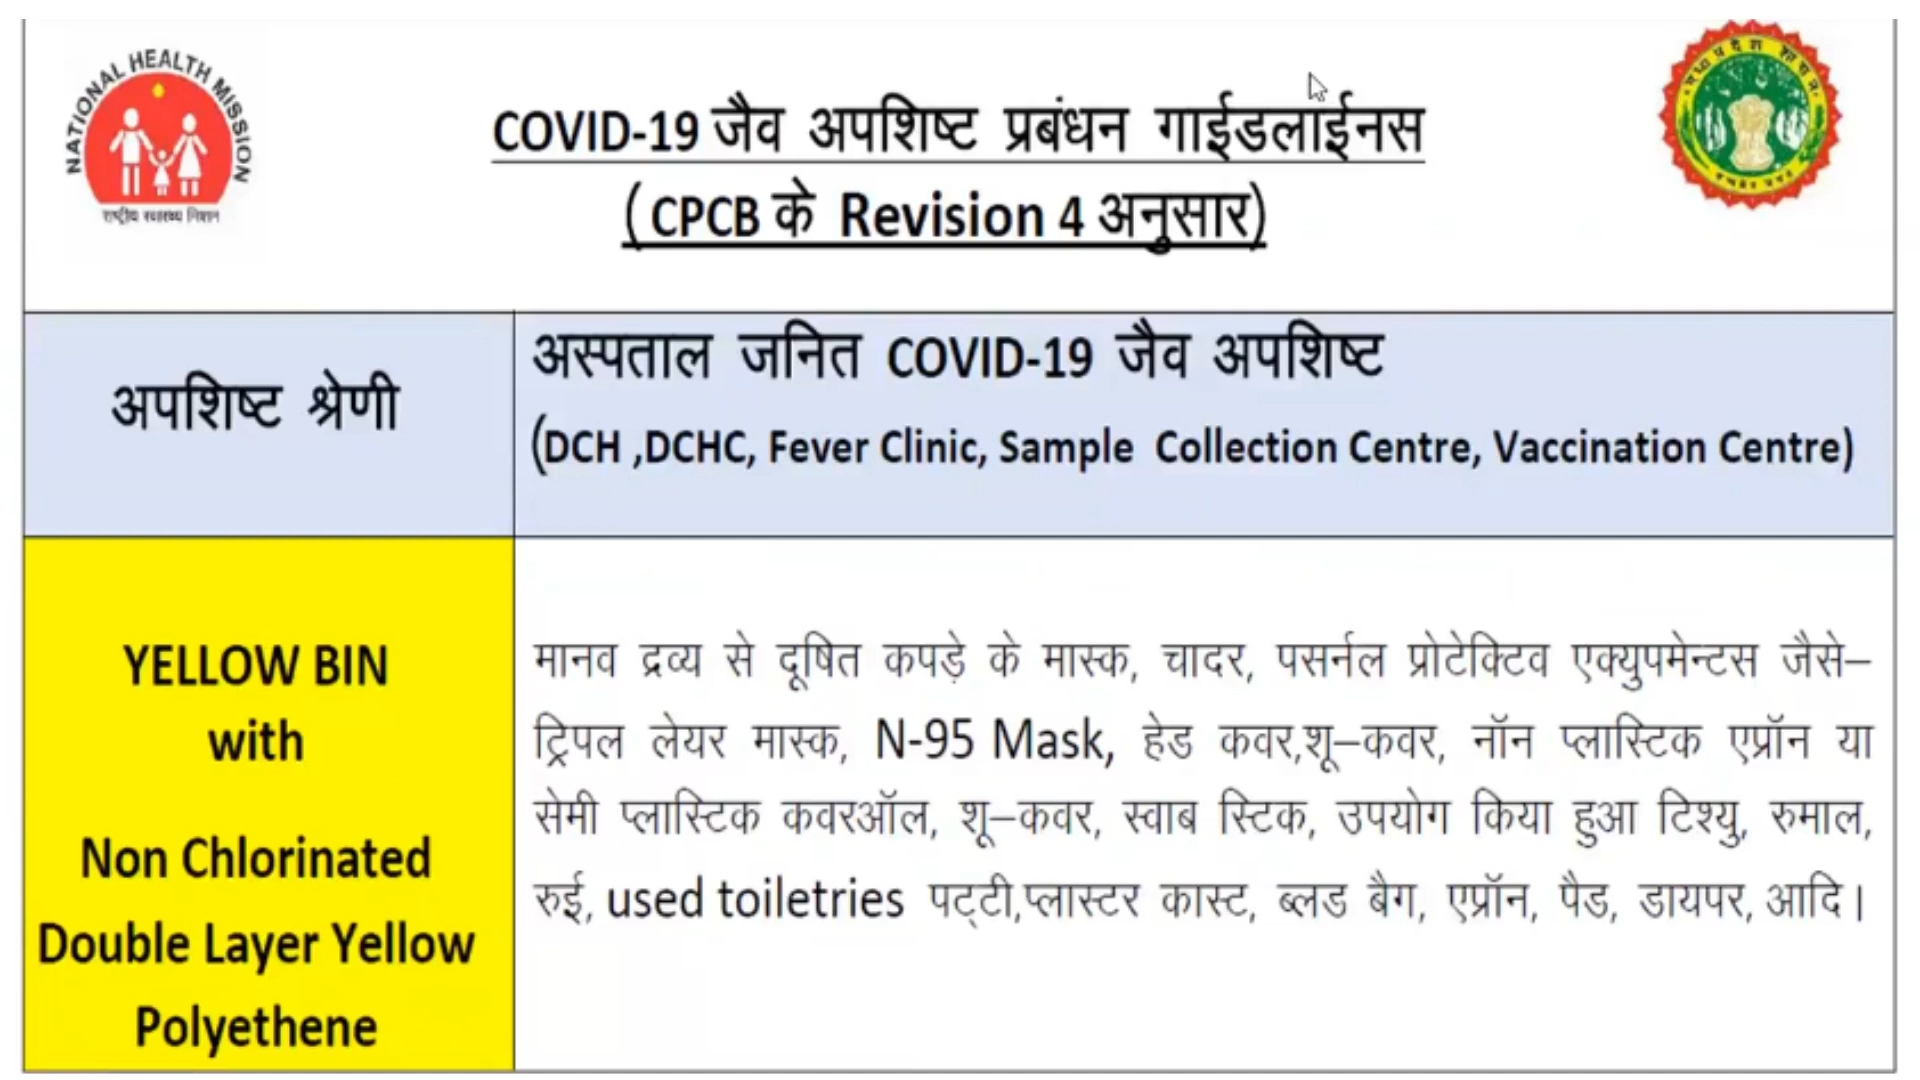 NATIONAL HEALTH MISSION
राष्ट्रीय स्वास्थ्य मिशन
COVID-19 जैव अपशिष्ट प्रबंधन गाईडलाईनस
( CPCB के Revision 4 अनुसार)
अपशिष्ट श्रेणी
अस्पताल जनित COVID-19 जैव अपशिष्ट
(DCH ,DCHC, Fever Clinic, Sample Collection Centre, Vaccination Centre)
YELLOW BIN
with
Non Chlorinated
Double Layer Yellow
Polyethene
मानव द्रव्य से दूषित कपड़े के मास्क, चादर, पसर्नल प्रोटेक्टिव एक्युपमेन्टस जैसे–
ट्रिपल लेयर मास्क, N-95 Mask, हेड कवर,शू–कवर, नॉन प्लास्टिक एप्रॉन या
सेमी प्लास्टिक कवरऑल, शू–कवर, स्वाब स्टिक, उपयोग किया हुआ टिश्यु, रुमाल,
रुई, used toiletries पट्टी,प्लास्टर कास्ट, ब्लड बैग, एप्रॉन, पैड, डायपर, आदि।